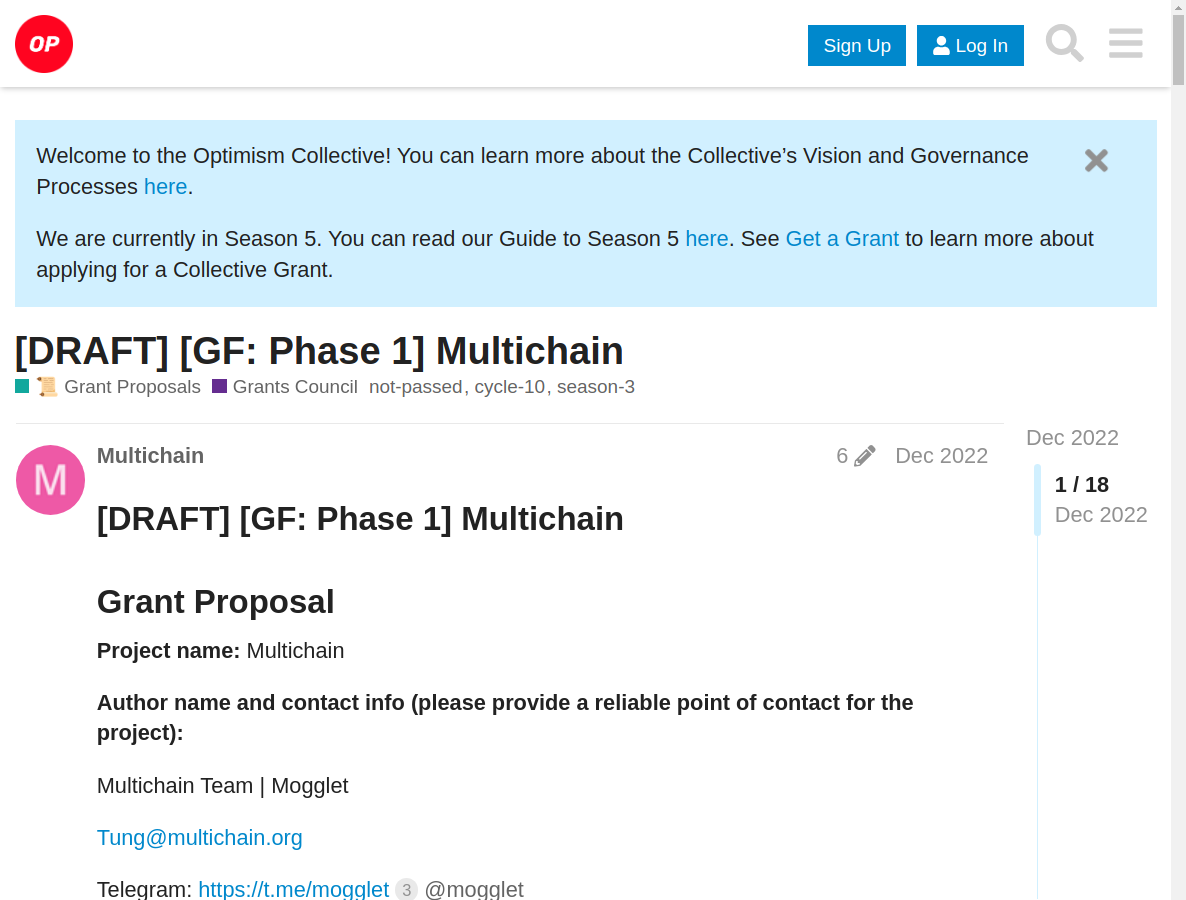 OP
Sign Up
Log In
Welcome to the Optimism Collective! You can learn more about the Collective’s Vision and Governance
Processes here.
We are currently in Season 5. You can read our Guide to Season 5 here. See Get a Grant to learn more about
applying for a Collective Grant.
[DRAFT] [GF: Phase 1] Multichain
📜 Grant Proposals Grants Council not-passed, cycle-10, season-3
M
Multichain 6 Dec 2022
[DRAFT] [GF: Phase 1] Multichain
Grant Proposal
Project name: Multichain
Author name and contact info (please provide a reliable point of contact for the
project):
Multichain Team | Mogglet
Tung@multichain.org
Telegram: https://t.me/mogglet 3 @mogglet
Dec 2022
1 / 18
Dec 2022